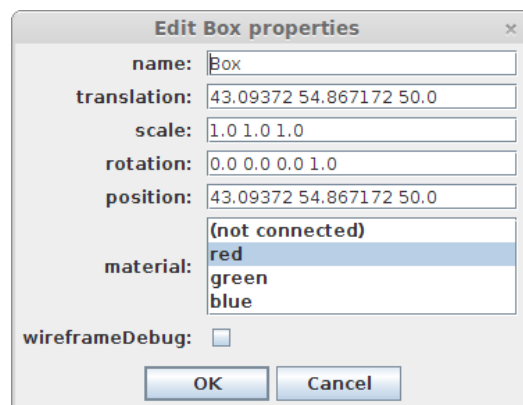 Edit Box properties ×
name: Box
translation: 43.09372 54.867172 50.0
scale: 1.0 1.0 1.0
rotation: 0.0 0.0 0.0 1.0
position: 43.09372 54.867172 50.0
(not connected)
red
material:
green
blue
wireframeDebug:
OK Cancel